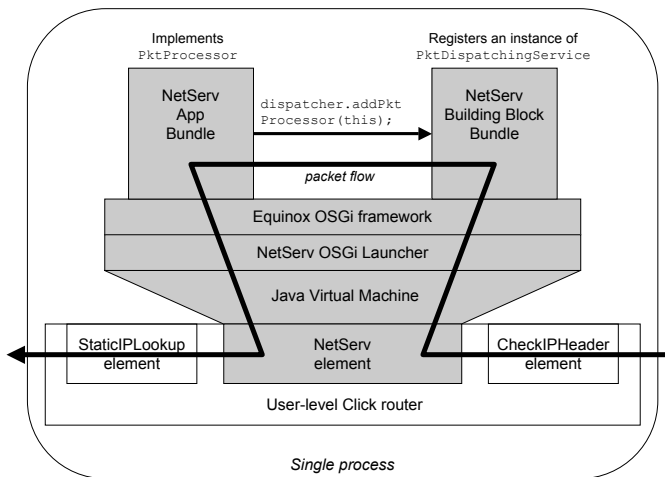 Implements
PktProcessor
Registers an instance of
PktDispatchingService
NetServ
App
Bundle
dispatcher.addPkt
Processor(this);
NetServ
Building Block
Bundle
packet flow
Equinox OSGi framework
NetServ OSGi Launcher
Java Virtual Machine
StaticIPLookup
element
NetServ
element
CheckIPHeader
element
User-level Click router
Single process